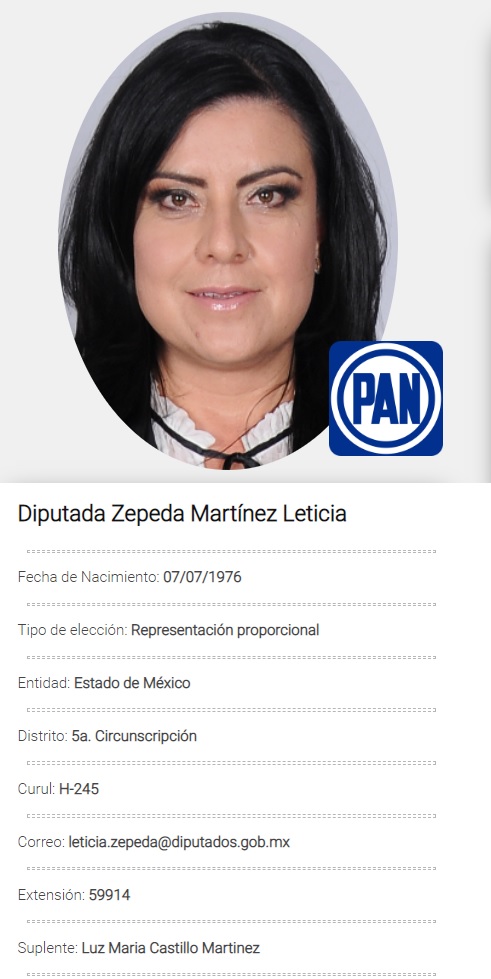 PAN
Diputada Zepeda Martínez Leticia
Fecha de Nacimiento: 07/07/1976
Tipo de elección: Representación proporcional
Entidad: Estado de México
Distrito: 5a. Circunscripción
Curul: H-245
Correo: leticia.zepeda@diputados.gob.mx
Extensión: 59914
Suplente: Luz Maria Castillo Martinez